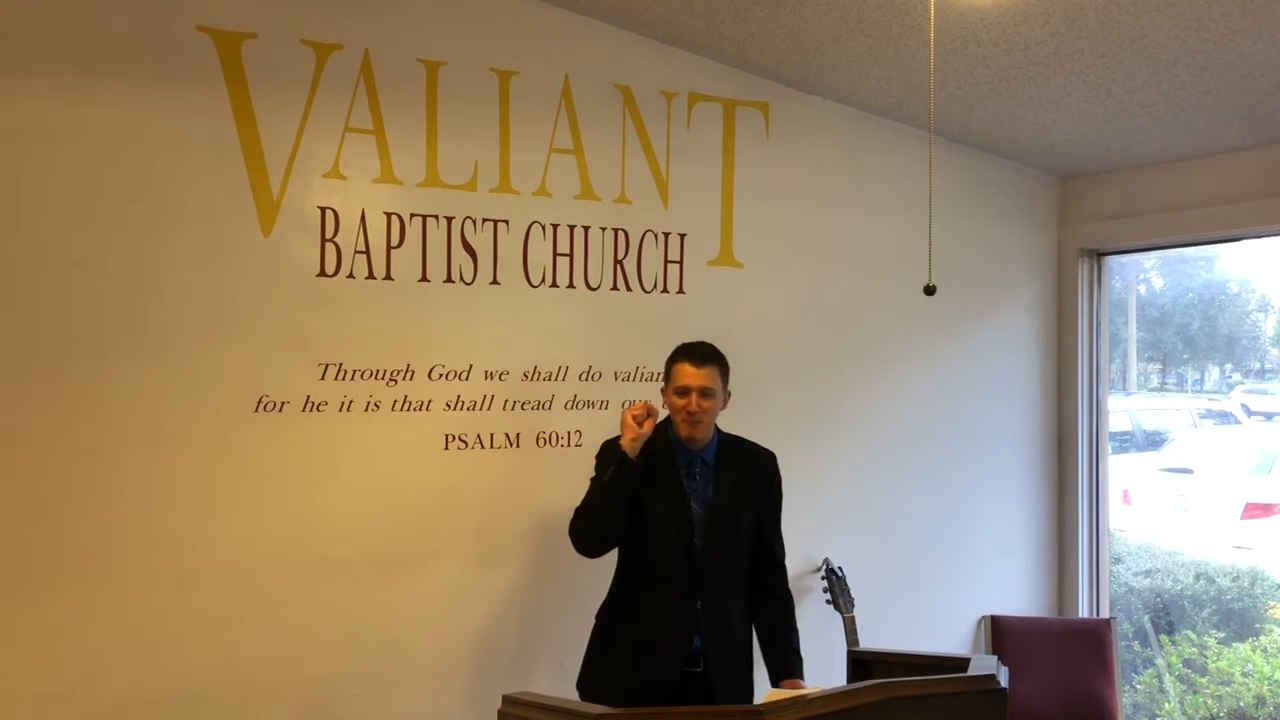 VALIANT
BAPTIST CHURCH
Through God we shall do valian
for he it is that shall tread down our
PSALM 60:12